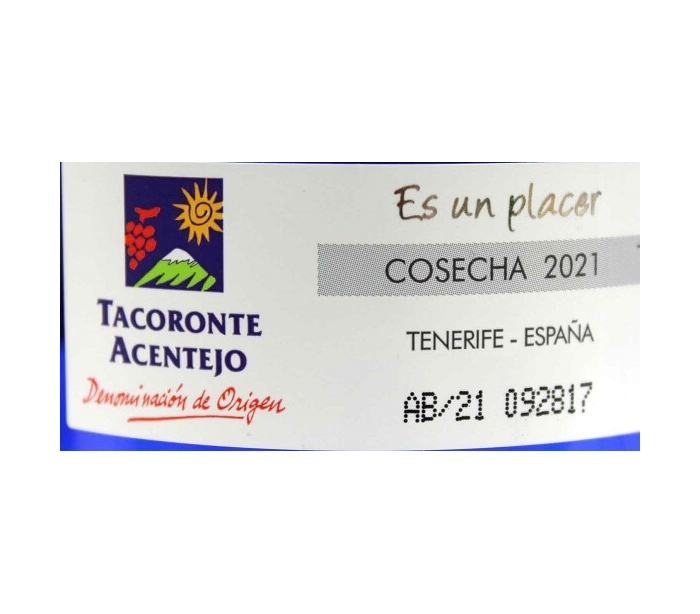 TACORONTE
ACENTEJO
Denominación de Origen
Es un placer
COSECHA 2021
TENERIFE - ESPAÑA
AB/21 092817